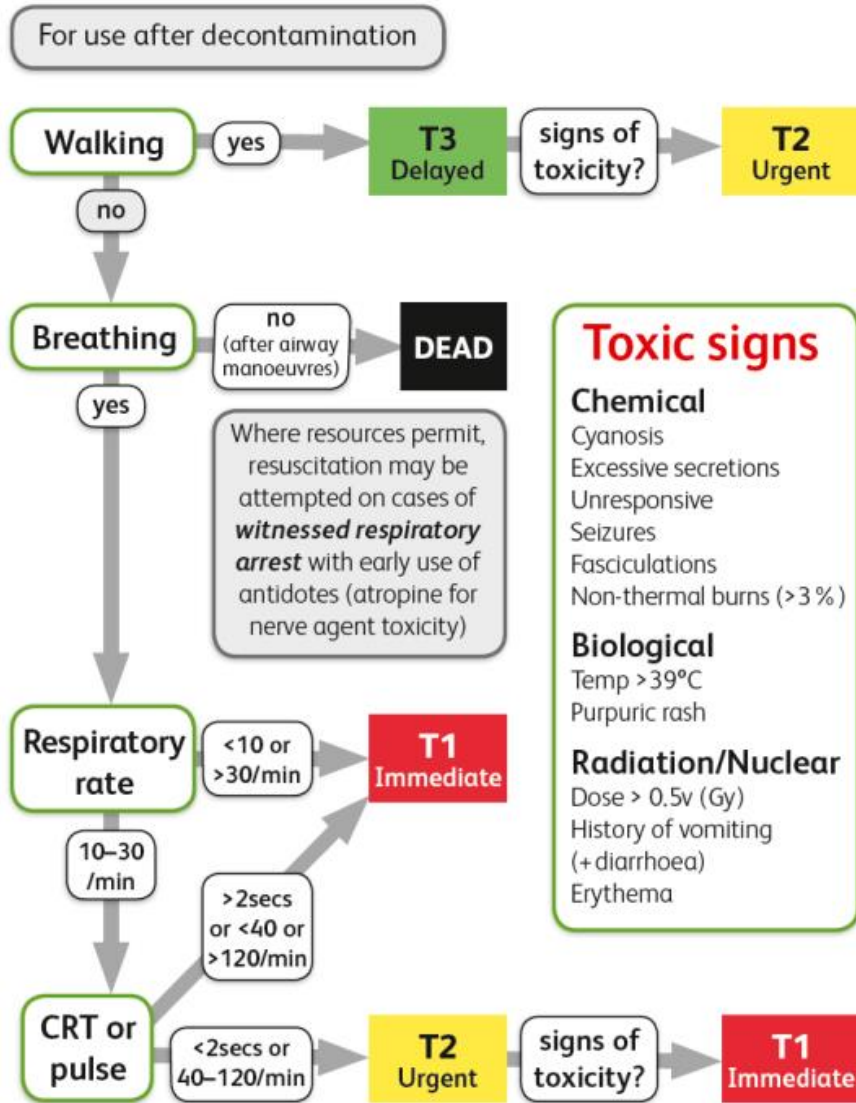 For use after decontamination
Walking
yes
T3
Delayed
signs of
toxicity?
T2
Urgent
no
Breathing
no
(after airway
manoeuvres)
DEAD
yes
Where resources permit,
resuscitation may be
attempted on cases of
witnessed respiratory
arrest with early use of
antidotes (atropine for
nerve agent toxicity)
Toxic signs
Chemical
Cyanosis
Excessive secretions
Unresponsive
Seizures
Fasciculations
Non-thermal burns (>3 %)
Biological
Temp >39°C
Purpuric rash
Radiation/Nuclear
Dose > 0.5v (Gy)
History of vomiting
(+diarrhoea)
Erythema
Respiratory
rate
<10 or
>30/min
T1
Immediate
10–30
/min
>2secs
or <40 or
>120/min
CRT or
pulse
<2secs or
40–120/min
T2
Urgent
signs of
toxicity?
T1
Immediate